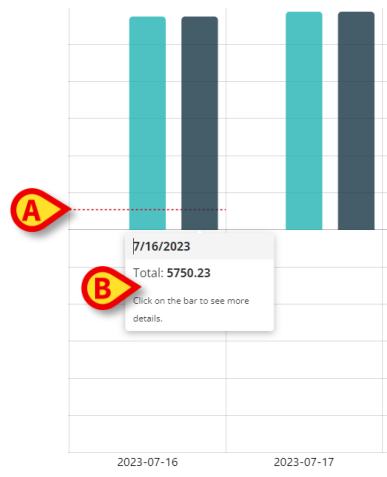 A
7/16/2023
Total: 5750.23
B
Click on the bar to see more
details.
2023-07-16
2023-07-17